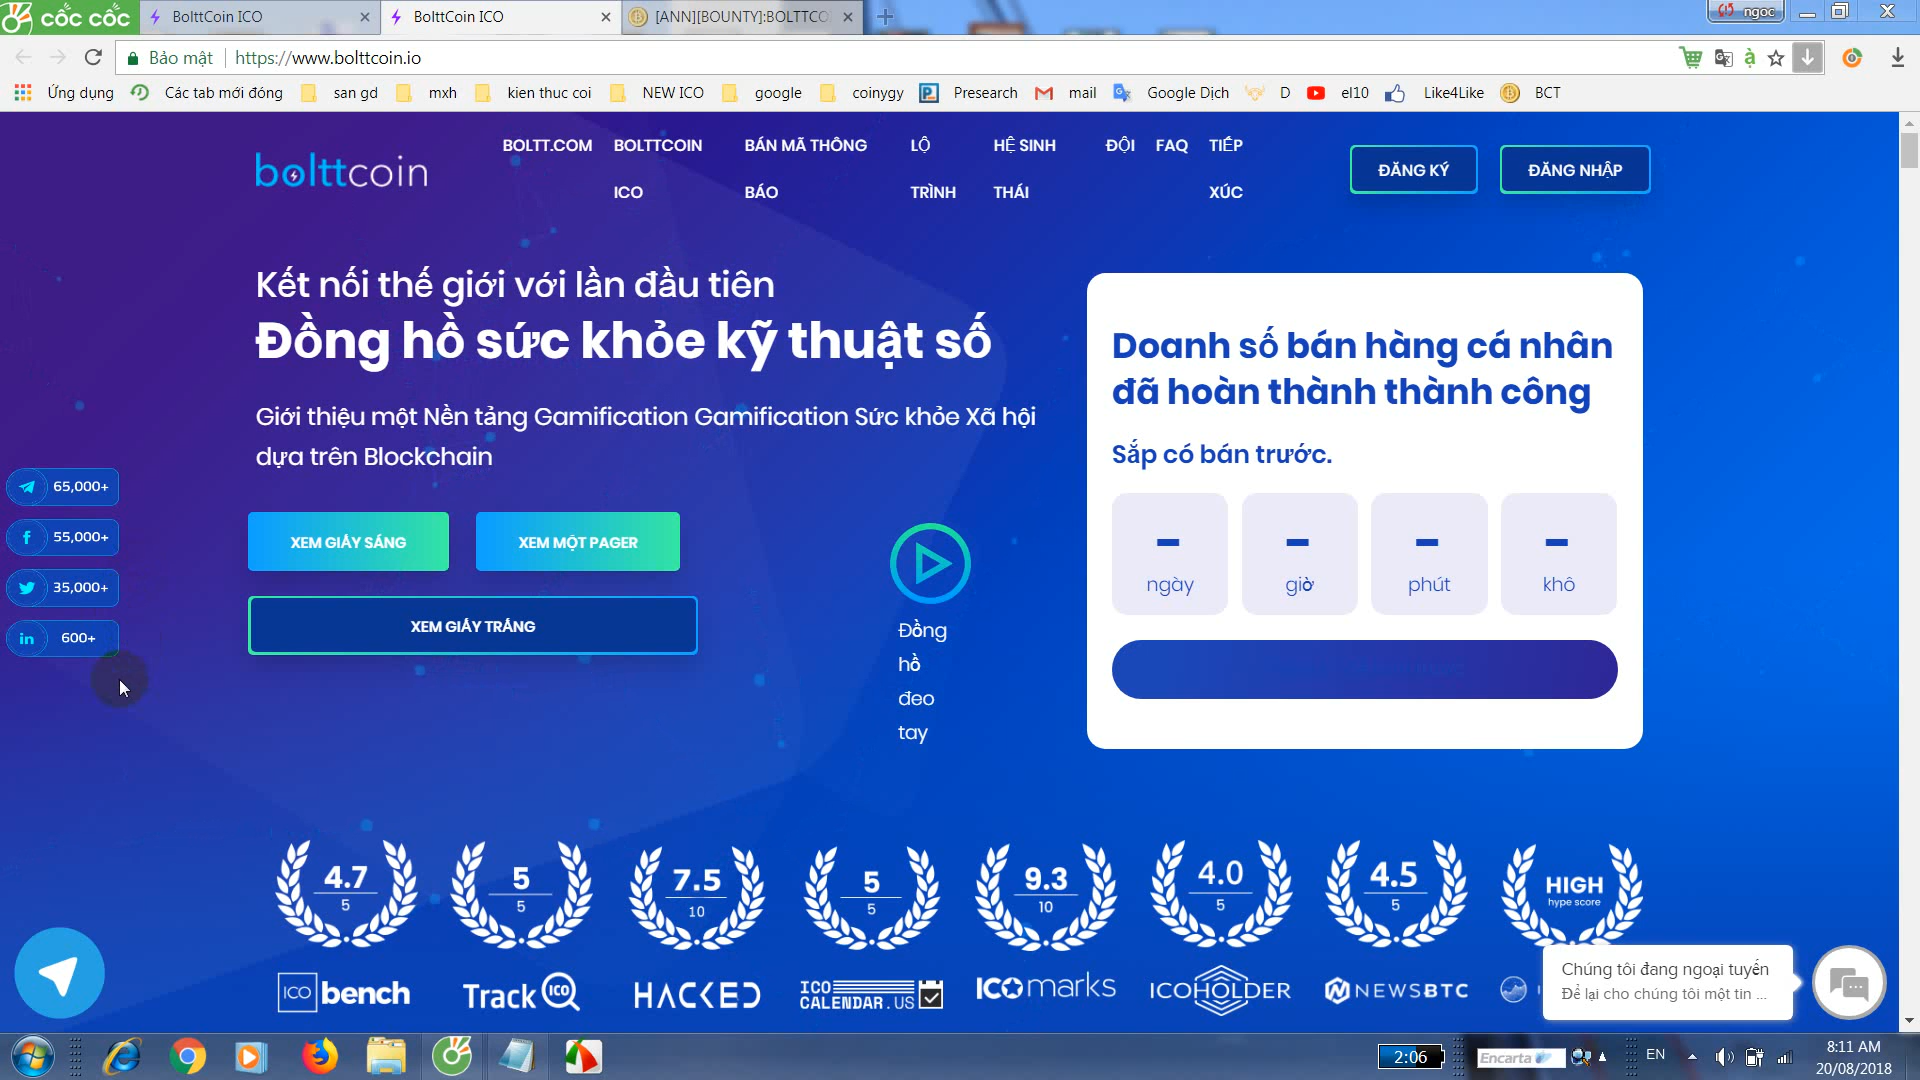 cốc cốc
BolttCoin ICO
BolttCoin ICO
[ANN][BOUNTY]:BOLTTCO
ngoc
Bảo mật
https://www.bolttcoin.io
Ứng dụng
Các tab mới đóng
san gd
mxh
kien thuc coi
NEW ICO
google
coinygy
Presearch
mail
Google Dịch
D
el10
Like4Like
BCT
bolttcoin
BOLTT.COM
BOLTTCOIN
ICO
BÁN MÃ THÔNG
BÁO
LỘ
TRÌNH
HỆ SINH
THÁI
ĐỘI
FAQ
TIẾP
XÚC
ĐĂNG KÝ
ĐĂNG NHẬP
Kết nối thế giới với lần đầu tiên
Đồng hồ sức khỏe kỹ thuật số
Giới thiệu một Nền tảng Gamification Gamification Sức khỏe Xã hội
dựa trên Blockchain
65,000+
55,000+
35,000+
600+
XEM GIẤY SÁNG
XEM MỘT PAGER
XEM GIẤY TRẮNG
Đồng
hồ
đeo
tay
Doanh số bán hàng cá nhân
đã hoàn thành thành công
Sắp có bán trước.
–
ngày
–
giờ
–
phút
–
khô
4.7
5
ICO bench
5
5
Track ICO
7.5
10
HACKED
5
5
ICO
CALENDAR.US
9.3
10
ICOmarks
4.0
5
ICOHOLDER
4.5
5
NEWSBTC
HIGH
hype score
Chúng tôi đang ngoại tuyến
Để lại cho chúng tôi một tin ...
2:06
Encarta
EN
8:11 AM
20/08/2018